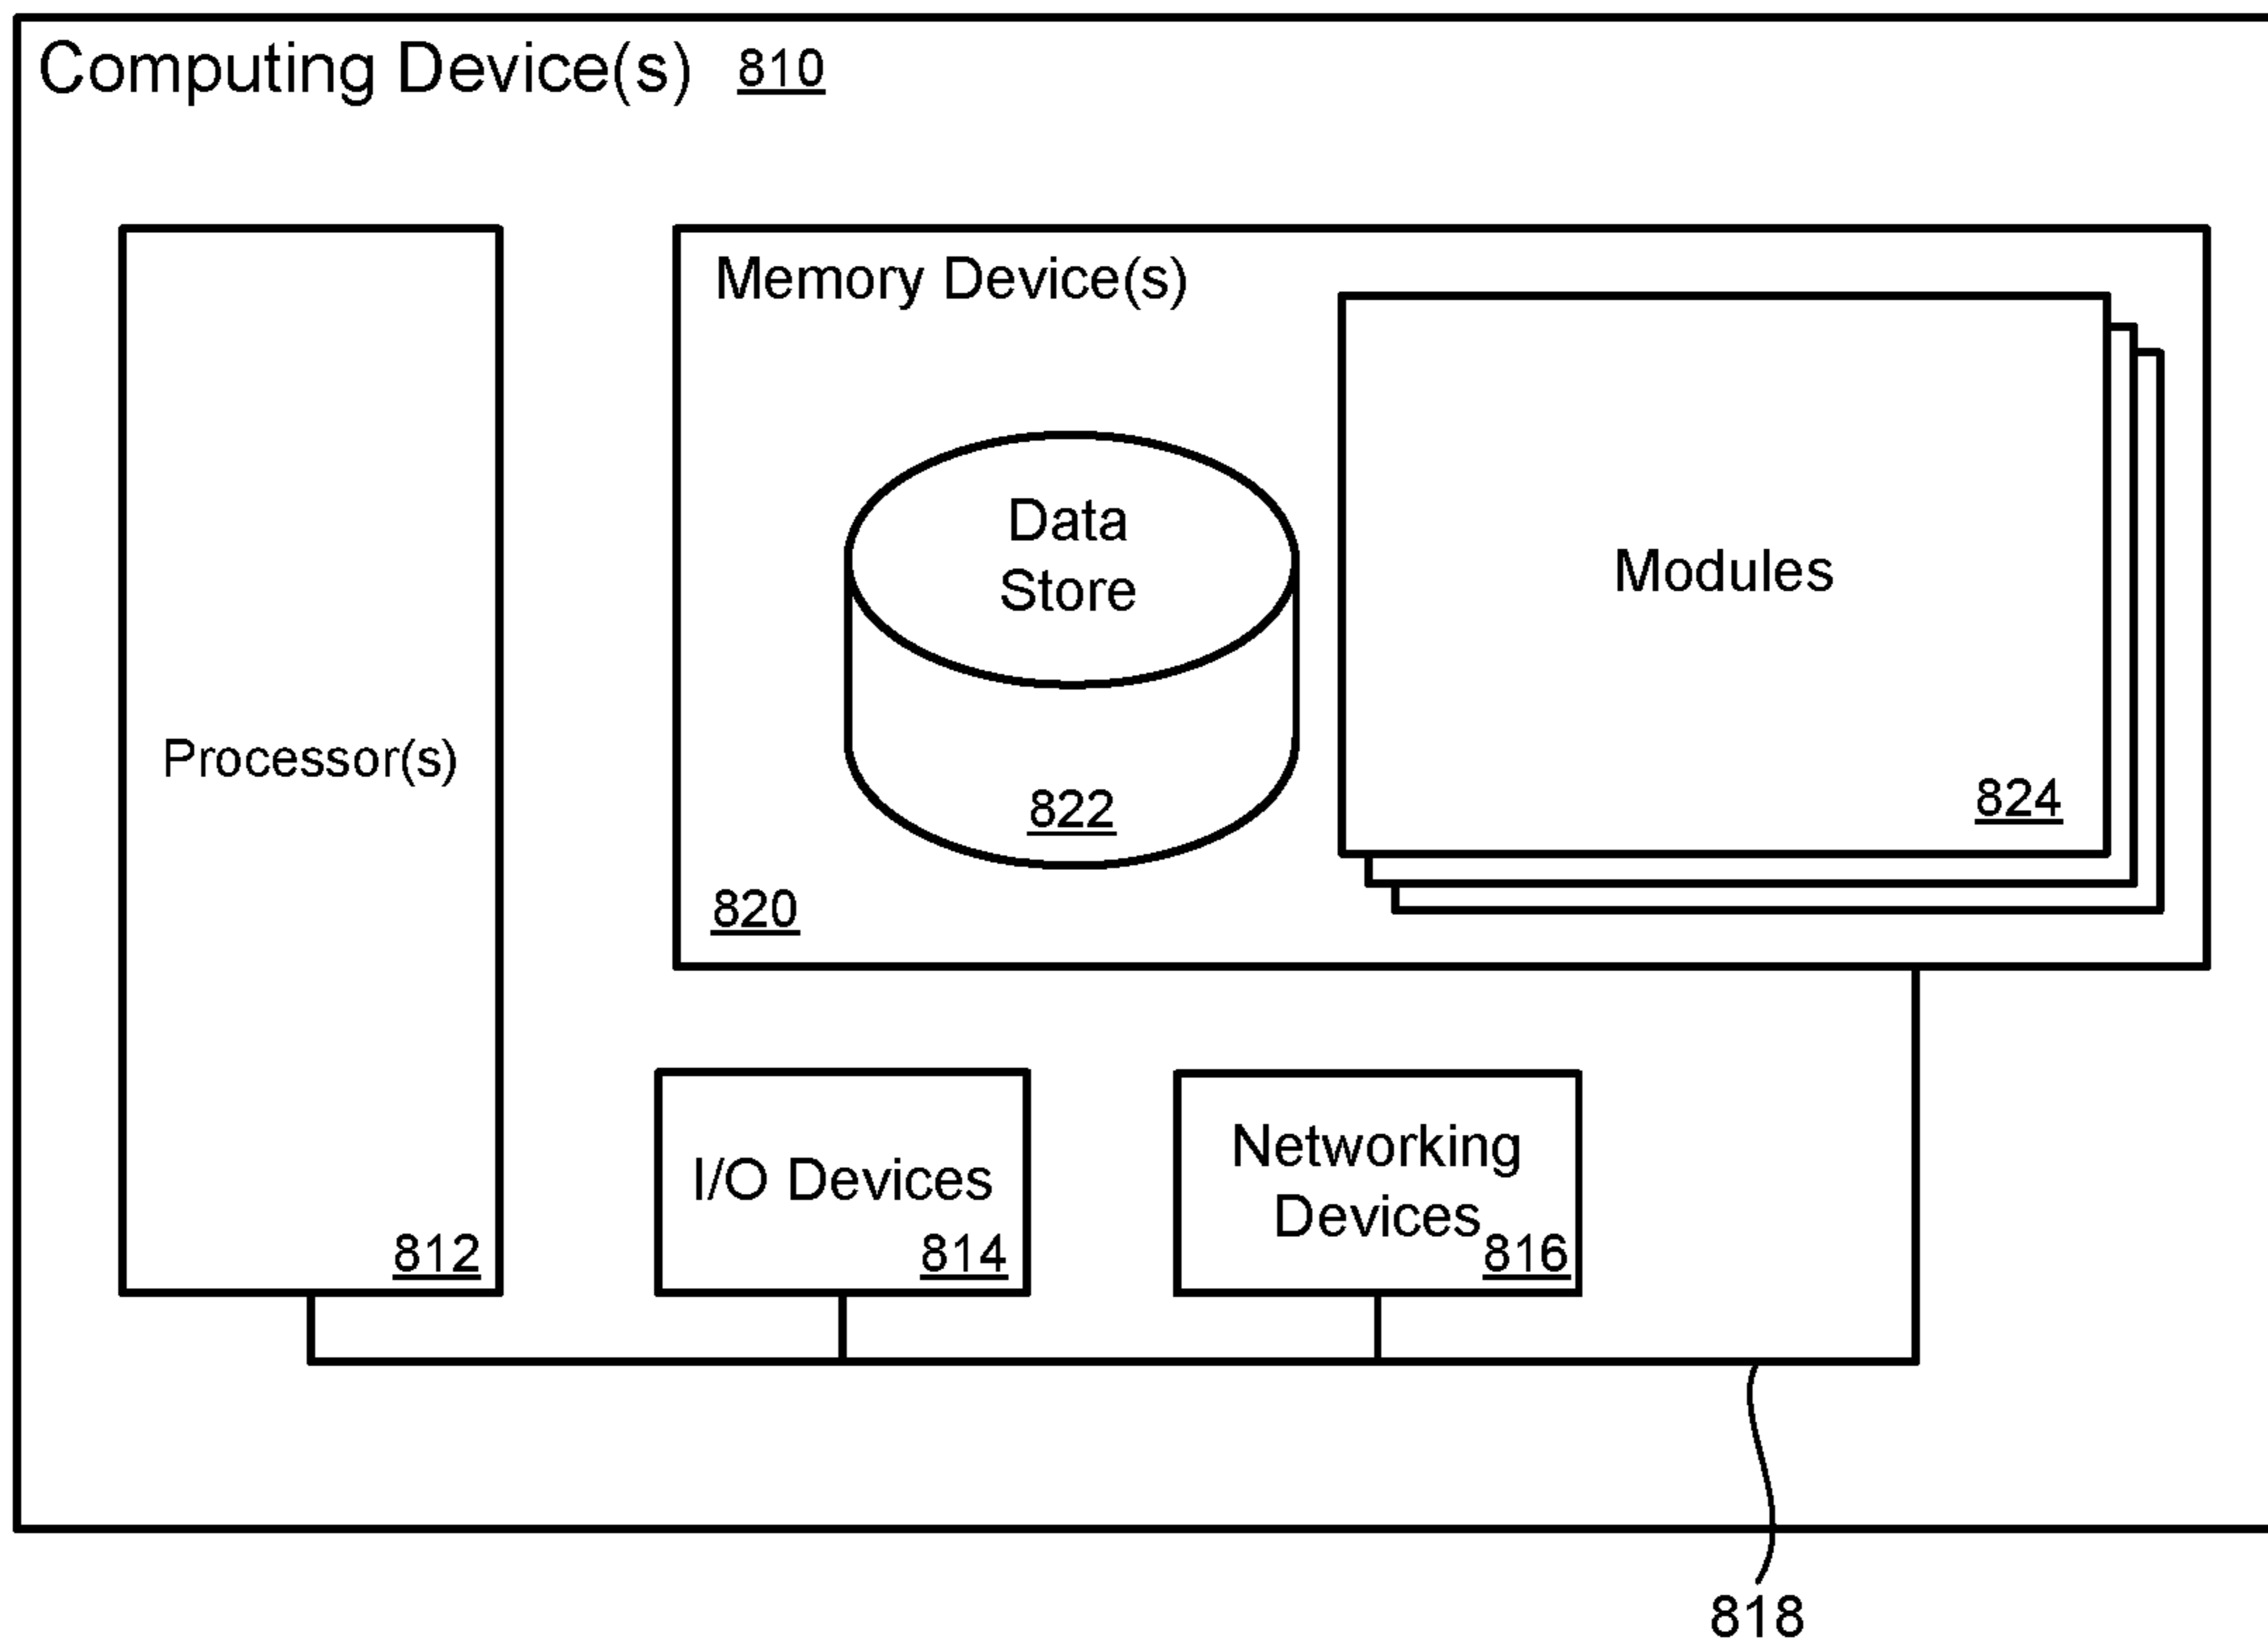 Computing Device(s) 810
Memory Device(s)
Data
Store
822
820
Modules
824
Processor(s)
812
I/O Devices
814
Networking
Devices
816
818